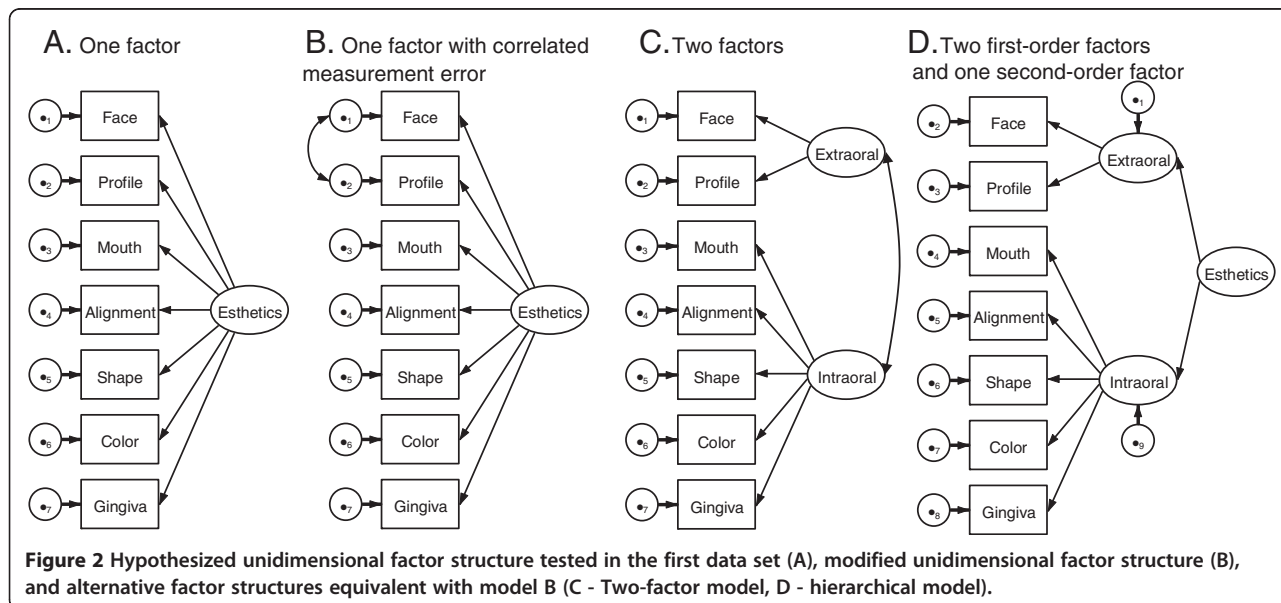 A. One factor
B. One factor with correlated
measurement error
C. Two factors
D. Two first-order factors
and one second-order factor
•1 Face
•2 Profile
•3 Mouth
•4 Alignment
•5 Shape
•6 Color
•7 Gingiva
Esthetics
•1 Face
•2 Profile
•3 Mouth
•4 Alignment
•5 Shape
•6 Color
•7 Gingiva
Esthetics
•1 Face
•2 Profile
•3 Mouth
•4 Alignment
•5 Shape
•6 Color
•7 Gingiva
Extraoral
Intraoral
•1
•2 Face
•3 Profile
•4 Mouth
•5 Alignment
•6 Shape
•7 Color
•8 Gingiva
Extraoral
Esthetics
Intraoral
•9
Figure 2 Hypothesized unidimensional factor structure tested in the first data set (A), modified unidimensional factor structure (B),
and alternative factor structures equivalent with model B (C - Two-factor model, D - hierarchical model).